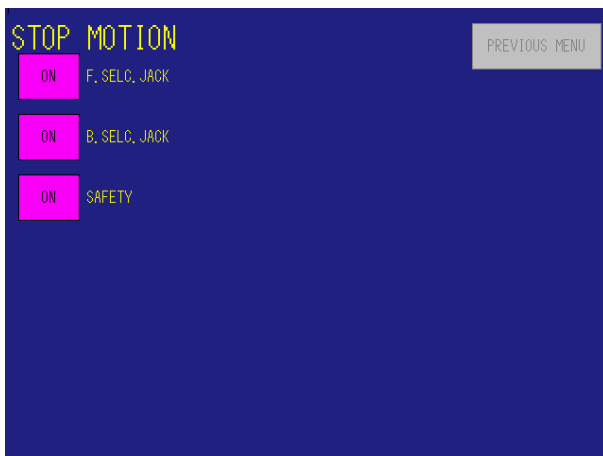 STOP MOTION
PREVIOUS MENU
ON F.SELC.JACK
ON B.SELC.JACK
ON SAFETY